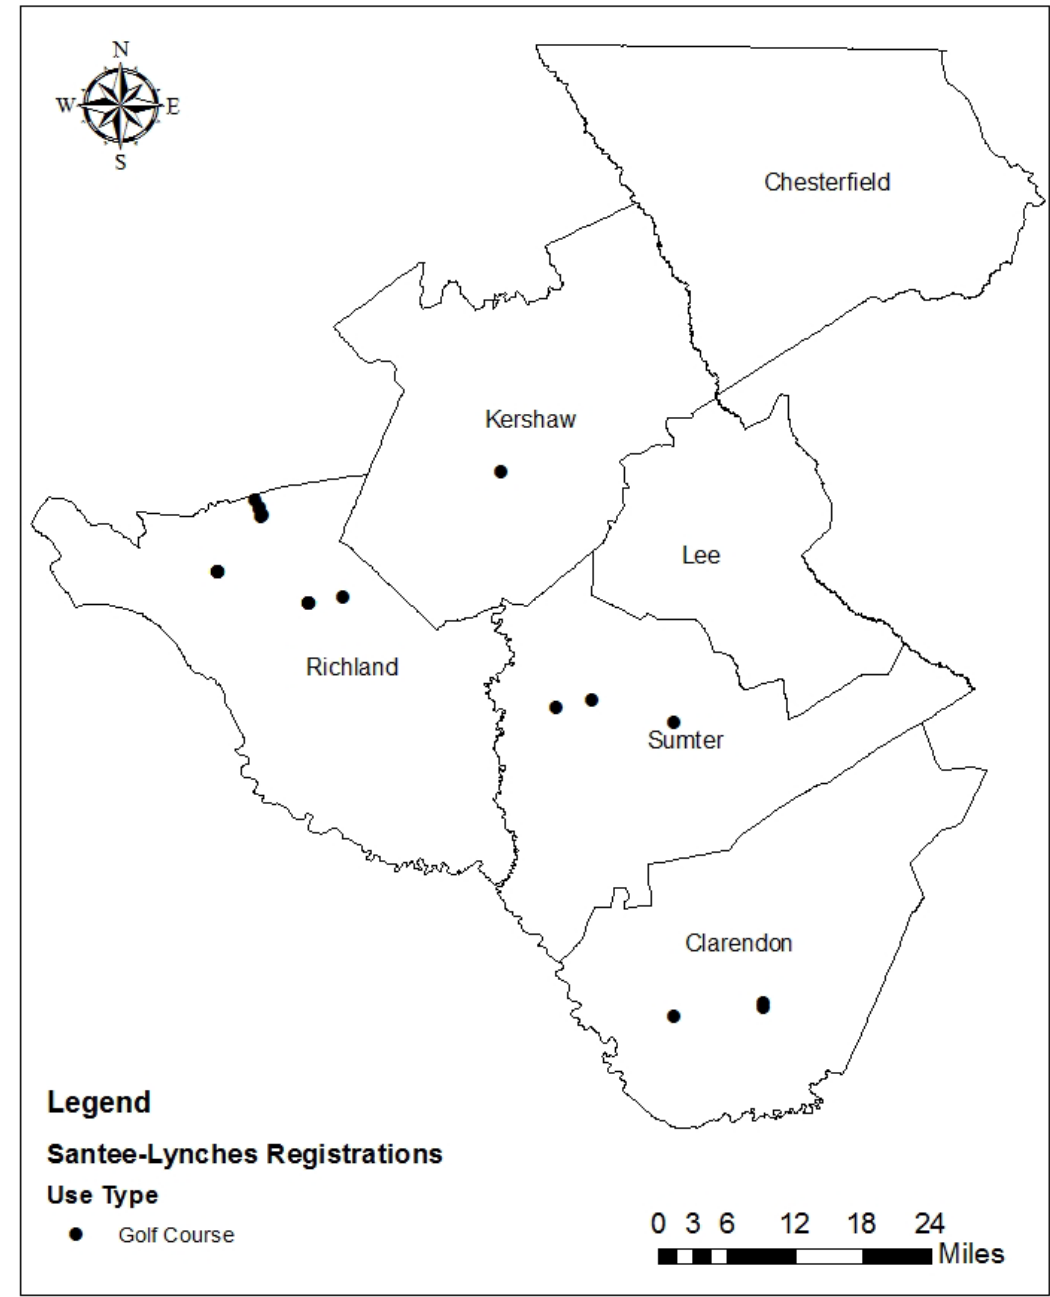 N
W E
S
Chesterfield
Kershaw
Lee
Richland
Sumter
Clarendon
Legend
Santee-Lynches Registrations
Use Type
Golf Course
0 3 6 12 18 24
Miles